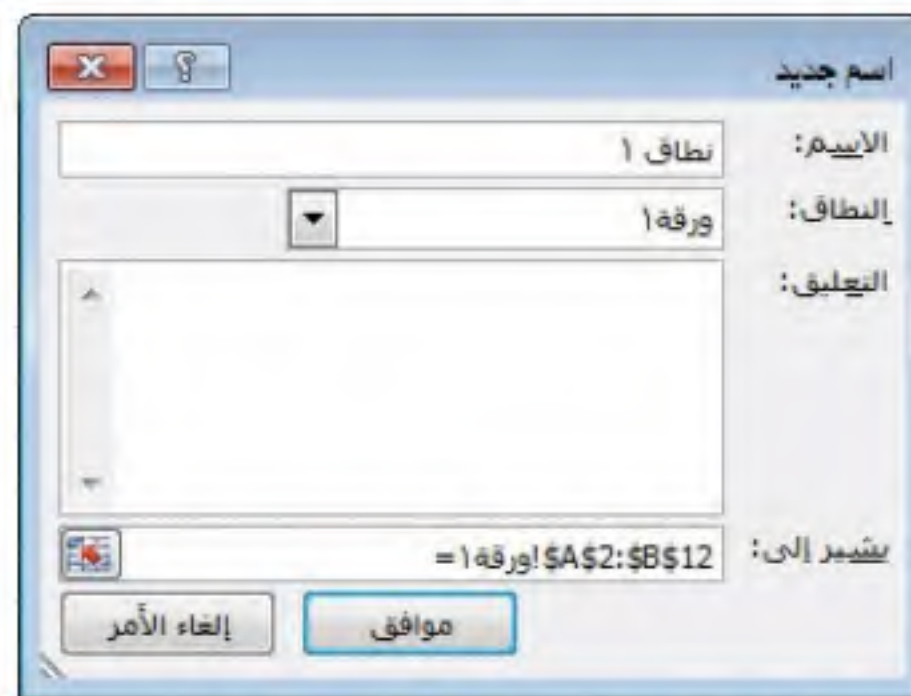 اسم جديد
الاسم: نطاق ١
النطاق: ورقة١
التعليق:
يشير إلى: =ورقة١!$A$2:$B$12
موافق إلغاء الأمر